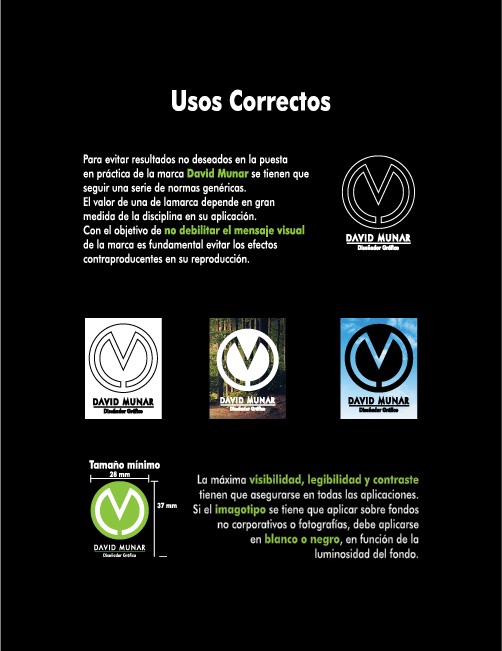 Usos Correctos
Para evitar resultados no deseados en la puesta
en práctica de la marca David Munar se tienen que
seguir una serie de normas genéricas.
El valor de una de lamarca depende en gran
medida de la disciplina en su aplicación.
Con el objetivo de no debilitar el mensaje visual
de la marca es fundamental evitar los efectos
contraproducentes en su reproducción.
DAVID MUNAR
Diseñador Gráfico
DAVID MUNAR
Diseñador Gráfico
DAVID MUNAR
Diseñador Gráfico
DAVID MUNAR
Diseñador Gráfico
Tamaño mínimo
28 mm
37 mm
DAVID MUNAR
Diseñador Gráfico
La máxima visibilidad, legibilidad y contraste
tienen que asegurarse en todas las aplicaciones.
Si el imagotipo se tiene que aplicar sobre fondos
no corporativos o fotografías, debe aplicarse
en blanco o negro, en función de la
luminosidad del fondo.